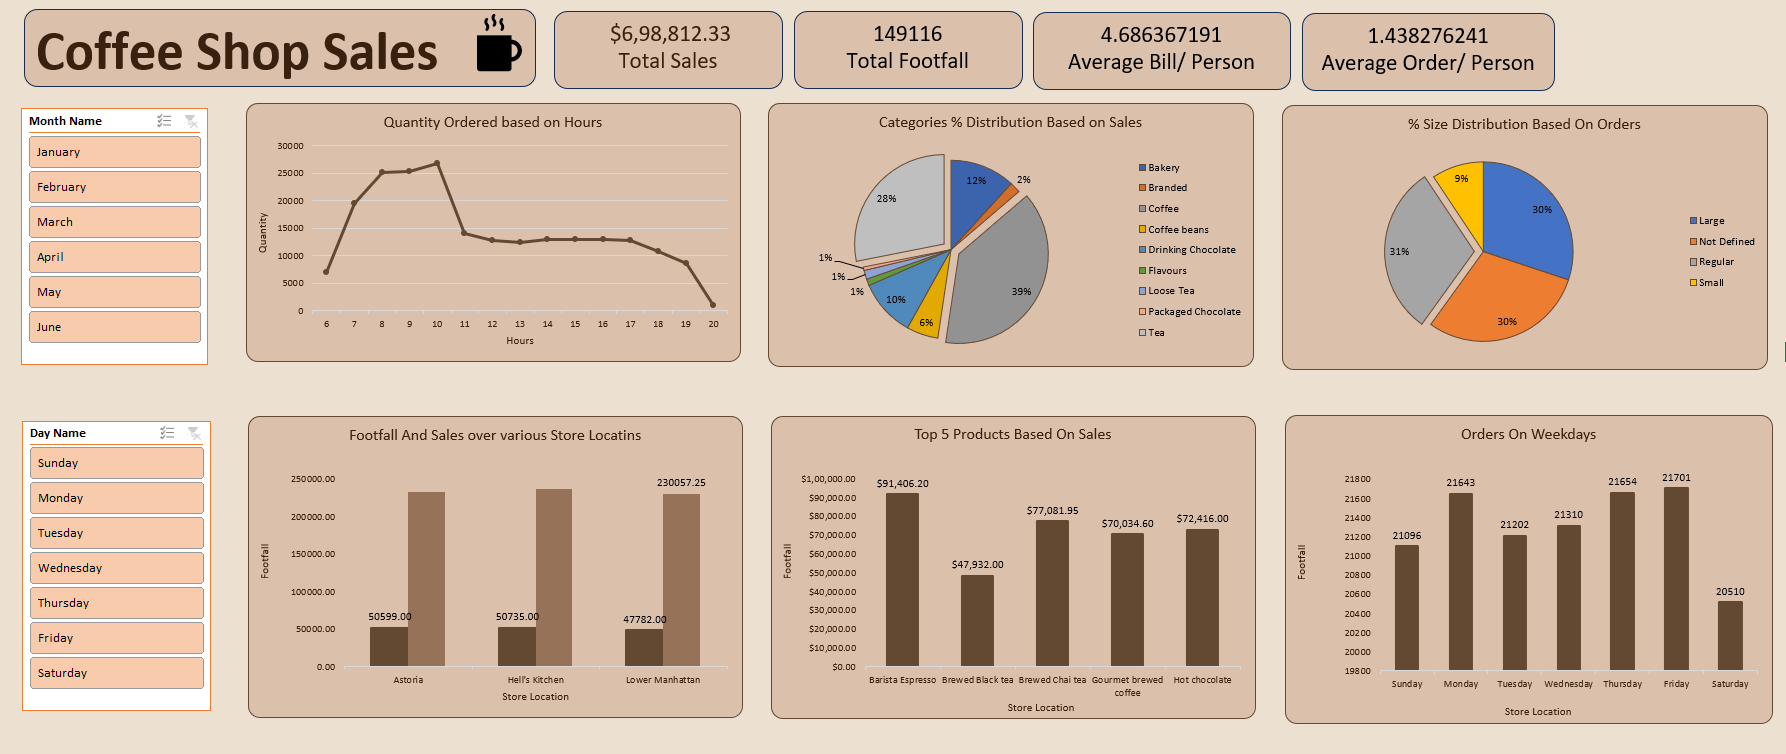 Coffee Shop Sales
$6,98,812.33
Total Sales
149116
Total Footfall
4.686367191
Average Bill/ Person
1.438276241
Average Order/ Person
Month Name
January
February
March
April
May
June
Quantity Ordered based on Hours
30000
25000
20000
15000
10000
5000
0
Quantity
6 7 8 9 10 11 12 13 14 15 16 17 18 19 20
Hours
Categories % Distribution Based on Sales
12%
2%
39%
6%
10%
1%
1%
1%
28%
Bakery
Branded
Coffee
Coffee beans
Drinking Chocolate
Flavours
Loose Tea
Packaged Chocolate
Tea
% Size Distribution Based On Orders
30%
30%
31%
9%
Large
Not Defined
Regular
Small
Day Name
Sunday
Monday
Tuesday
Wednesday
Thursday
Friday
Saturday
Footfall And Sales over various Store Locatins
250000.00
200000.00
150000.00
100000.00
50000.00
0.00
Footfall
50599.00
50735.00
47782.00
230057.25
Astoria Hell's Kitchen Lower Manhattan
Store Location
Top 5 Products Based On Sales
$1,00,000.00
$90,000.00
$80,000.00
$70,000.00
$60,000.00
$50,000.00
$40,000.00
$30,000.00
$20,000.00
$10,000.00
$0.00
Footfall
$91,406.20
$47,932.00
$77,081.95
$70,034.60
$72,416.00
Barista Espresso
Brewed Black tea
Brewed Chai tea
Gourmet brewed
coffee
Hot chocolate
Store Location
Orders On Weekdays
21800
21600
21400
21200
21000
20800
20600
20400
20200
20000
19800
Footfall
21096
21643
21202
21310
21654
21701
20510
Sunday Monday Tuesday Wednesday Thursday Friday Saturday
Store Location